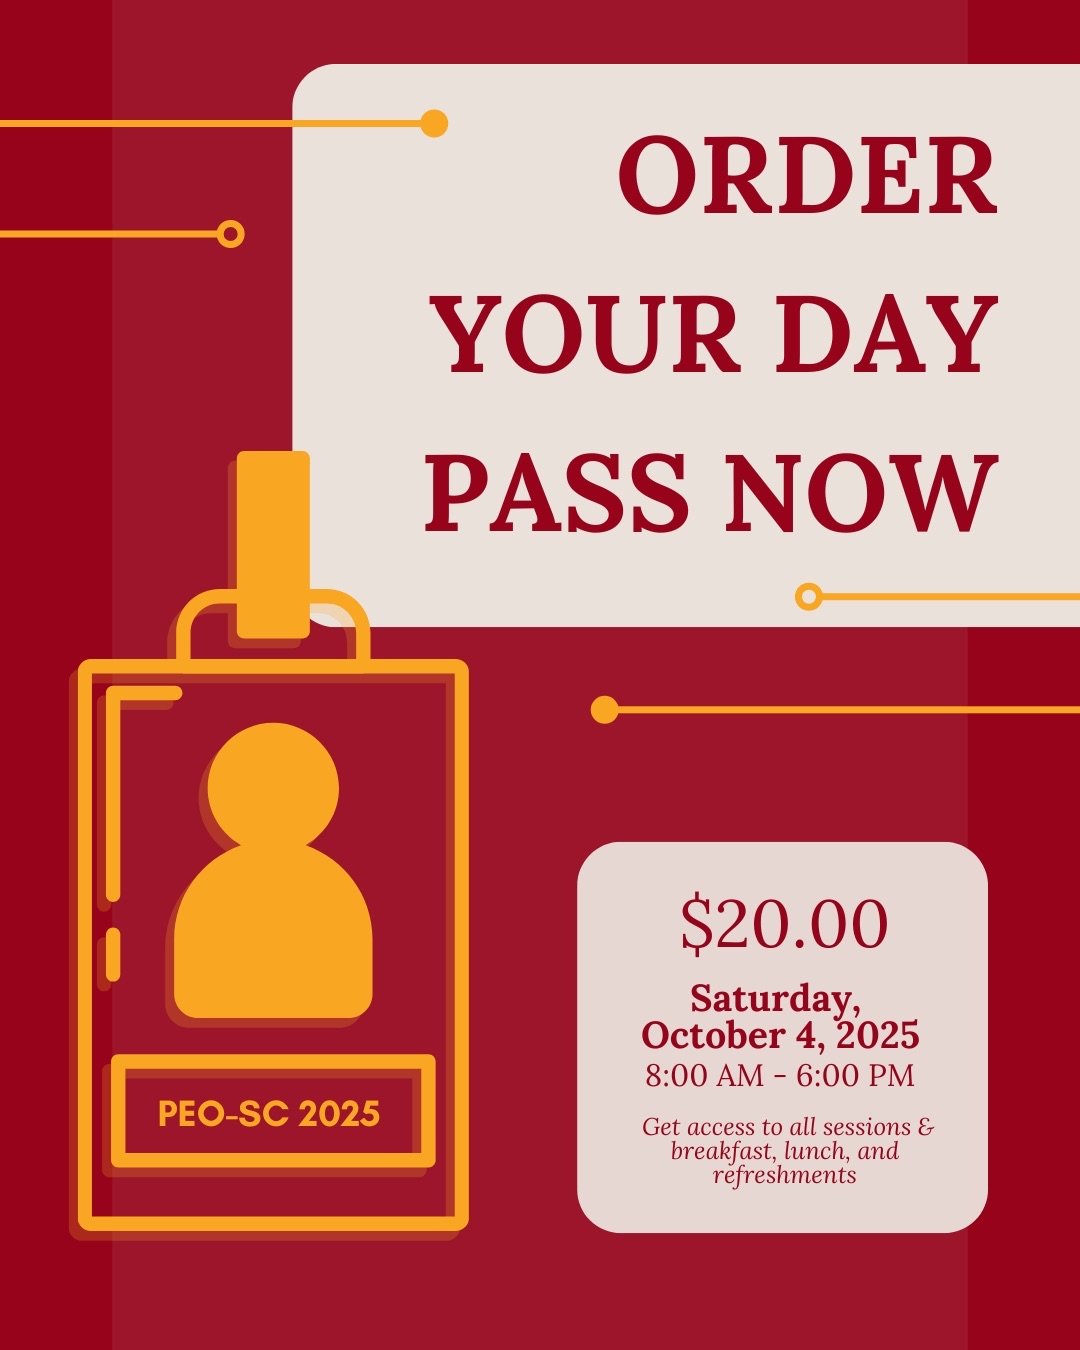 ORDER
YOUR DAY
PASS NOW
PEO-SC 2025
$20.00
Saturday,
October 4, 2025
8:00 AM - 6:00 PM
Get access to all sessions &
breakfast, lunch, and
refreshments